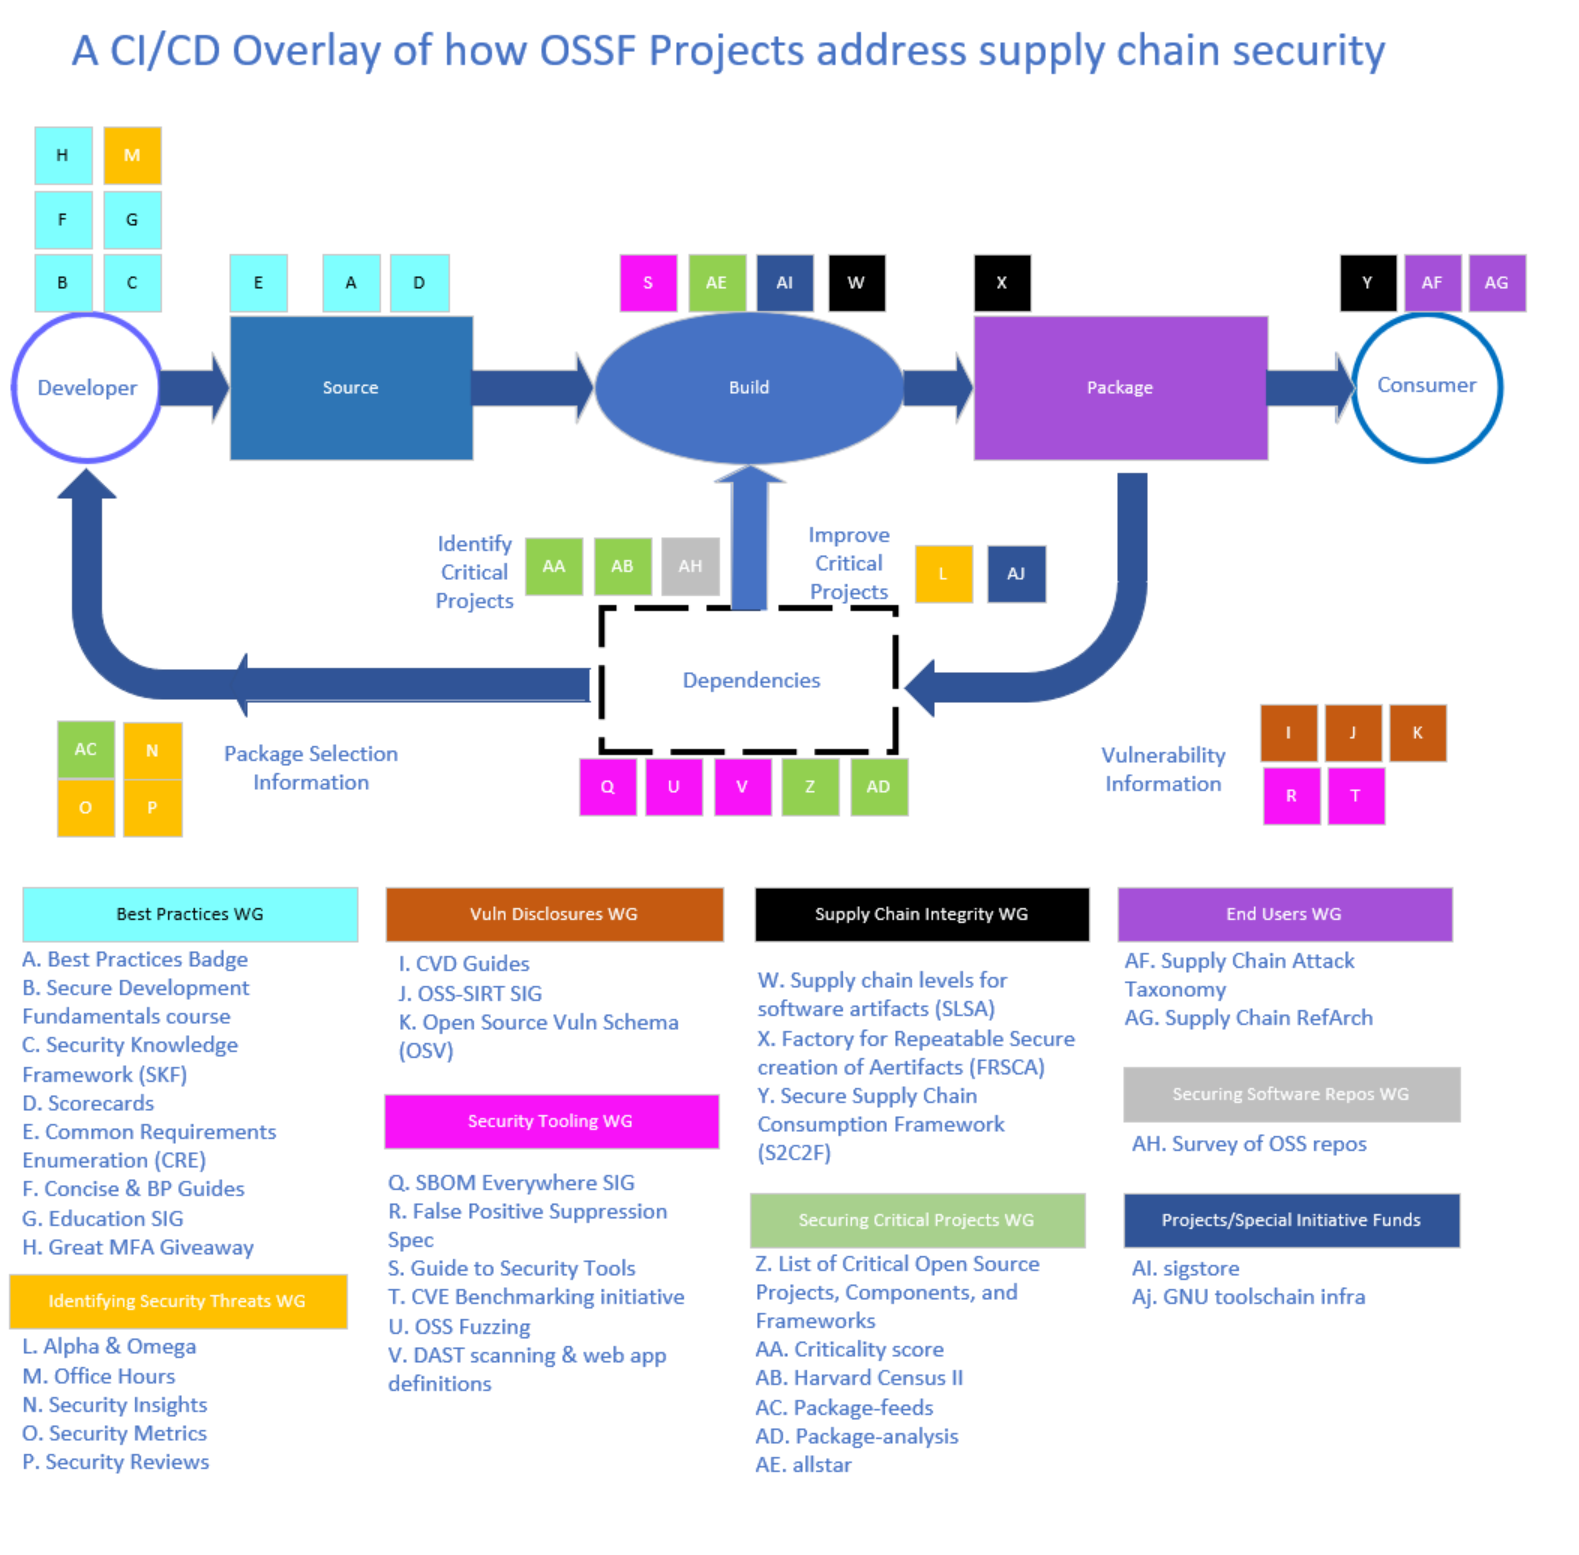 A CI/CD Overlay of how OSSF Projects address supply chain security
H
M
F
G
B
C
E
A
D
S
AE
AI
W
X
Y
AF
AG
Developer
Source
Build
Package
Consumer
Identify
Critical
Projects
AA
AB
AH
Improve
Critical
Projects
L
AJ
Dependencies
AC
N
O
P
Package Selection
Information
Q
U
V
Z
AD
Vulnerability
Information
I
J
K
R
T
Best Practices WG
A. Best Practices Badge
B. Secure Development
Fundamentals course
C. Security Knowledge
Framework (SKF)
D. Scorecards
E. Common Requirements
Enumeration (CRE)
F. Concise & BP Guides
G. Education SIG
H. Great MFA Giveaway
Identifying Security Threats WG
L. Alpha & Omega
M. Office Hours
N. Security Insights
O. Security Metrics
P. Security Reviews
Vuln Disclosures WG
I. CVD Guides
J. OSS-SIRT SIG
K. Open Source Vuln Schema
(OSV)
Security Tooling WG
Q. SBOM Everywhere SIG
R. False Positive Suppression
Spec
S. Guide to Security Tools
T. CVE Benchmarking initiative
U. OSS Fuzzing
V. DAST scanning & web app
definitions
Supply Chain Integrity WG
W. Supply chain levels for
software artifacts (SLSA)
X. Factory for Repeatable Secure
creation of Aertifacts (FRSCA)
Y. Secure Supply Chain
Consumption Framework
(S2C2F)
Securing Critical Projects WG
Z. List of Critical Open Source
Projects, Components, and
Frameworks
AA. Criticality score
AB. Harvard Census II
AC. Package-feeds
AD. Package-analysis
AE. allstar
End Users WG
AF. Supply Chain Attack
Taxonomy
AG. Supply Chain RefArch
Securing Software Repos WG
AH. Survey of OSS repos
Projects/Special Initiative Funds
AI. sigstore
Aj. GNU toolschain infra